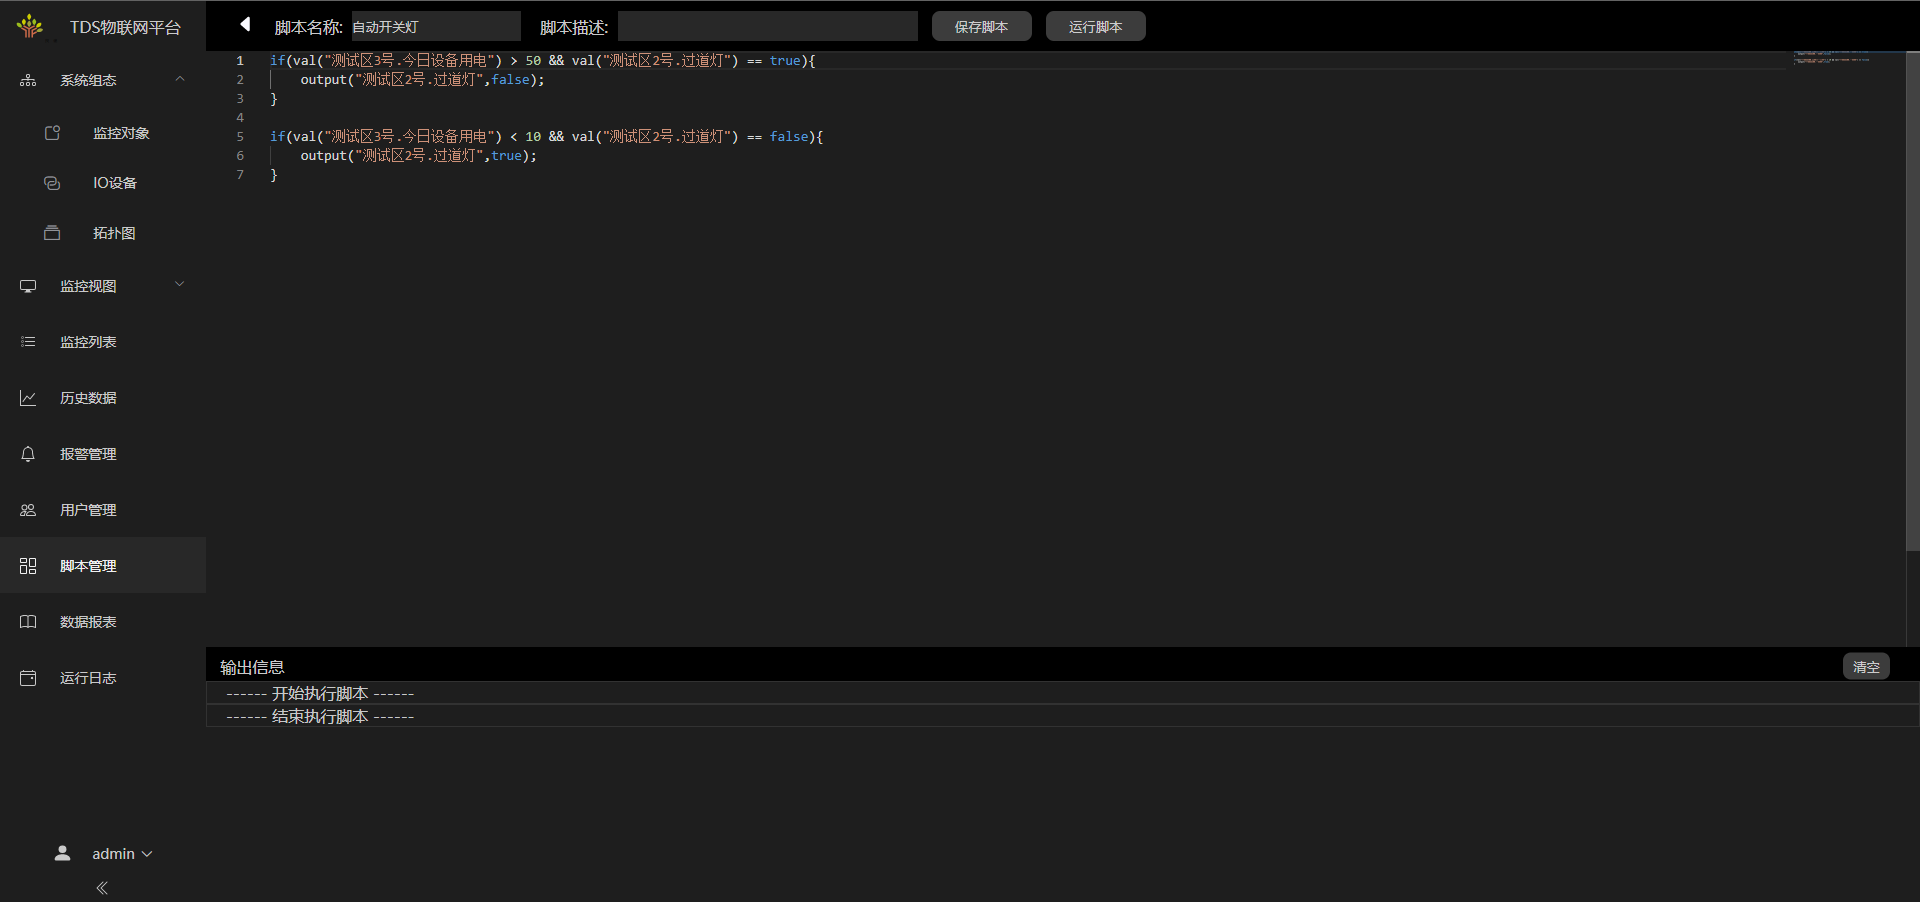 TDS物联网平台
系统组态
监控对象
IO设备
拓扑图
监控视图
监控列表
历史数据
报警管理
用户管理
脚本管理
数据报表
运行日志
admin
脚本名称: 自动开关灯 脚本描述: 保存脚本 运行脚本
1 if(val("测试区3号.今日设备用电") > 50 && val("测试区2号.过道灯") == true){
2     output("测试区2号.过道灯",false);
3 }
4
5 if(val("测试区3号.今日设备用电") < 10 && val("测试区2号.过道灯") == false){
6     output("测试区2号.过道灯",true);
7 }
输出信息 清空
------ 开始执行脚本 ------
------ 结束执行脚本 ------